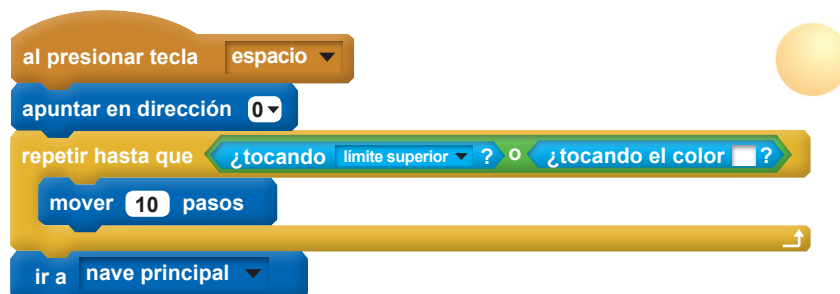 al presionar tecla espacio
apuntar en dirección 0
repetir hasta que ¿tocando límite superior ? o ¿tocando el color ?
mover 10 pasos
ir a nave principal